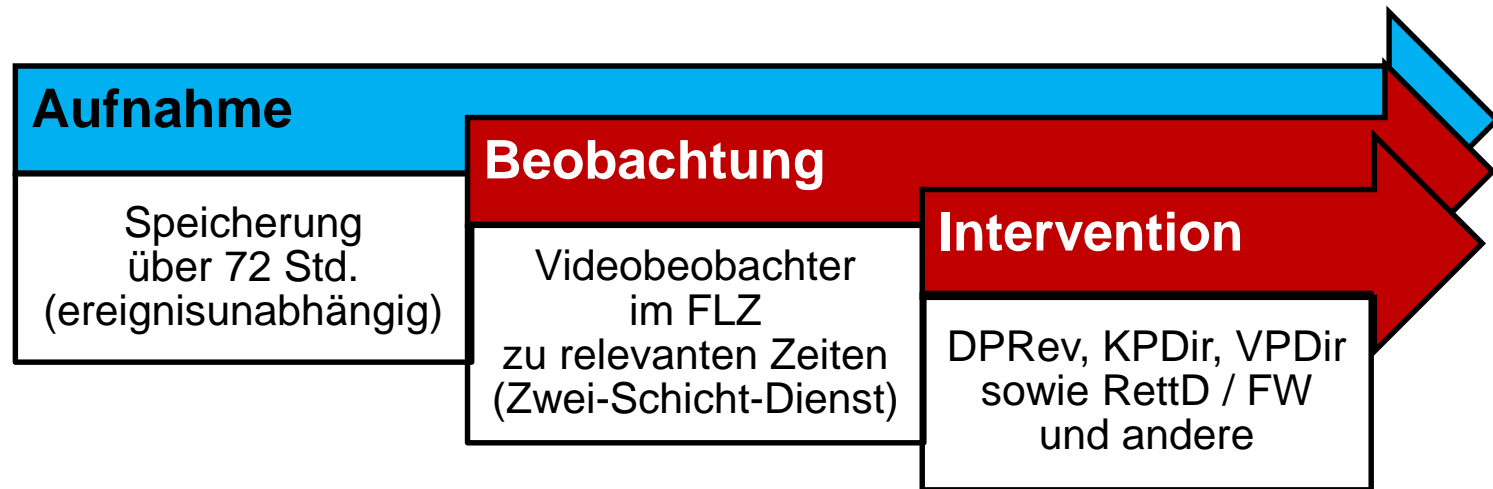 Aufnahme
Speicherung
über 72 Std.
(ereignisunabhängig)
Beobachtung
Videobeobachter
im FLZ
zu relevanten Zeiten
(Zwei-Schicht-Dienst)
Intervention
DPRev, KPDir, VPDir
sowie RettD / FW
und andere